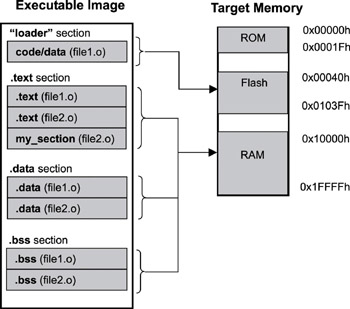 Executable Image
"loader" section
code/data (file1.o)
.text section
.text (file1.o)
.text (file2.o)
my_section (file2.o)
.data section
.data (file1.o)
.data (file2.o)
.bss section
.bss (file1.o)
.bss (file2.o)
Target Memory
ROM
0x00000h
0x0001Fh
Flash
0x00040h
0x0103Fh
RAM
0x10000h
0x1FFFFh